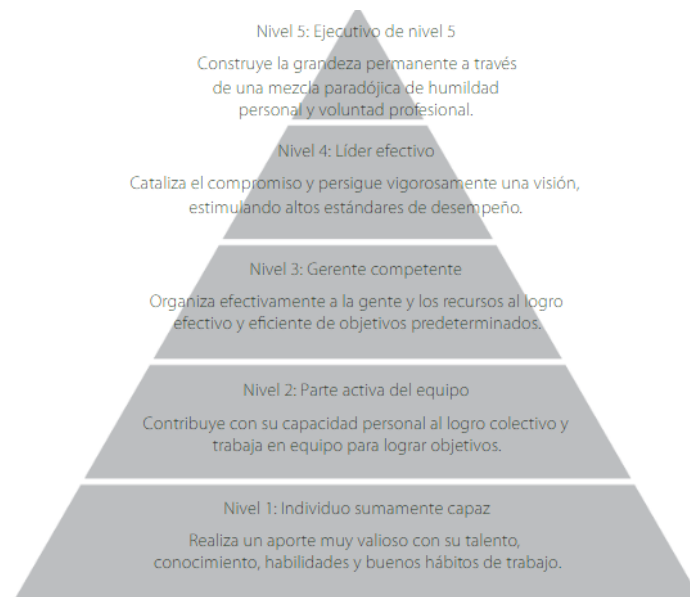 Nivel 5: Ejecutivo de nivel 5
Construye la grandeza permanente a través
de una mezcla paradójica de humildad
personal y voluntad profesional.
Nivel 4: Líder efectivo
Cataliza el compromiso y persigue vigorosamente una visión,
estimulando altos estándares de desempeño.
Nivel 3: Gerente competente
Organiza efectivamente a la gente y los recursos al logro
efectivo y eficiente de objetivos predeterminados.
Nivel 2: Parte activa del equipo
Contribuye con su capacidad personal al logro colectivo y
trabaja en equipo para lograr objetivos.
Nivel 1: Individuo sumamente capaz
Realiza un aporte muy valioso con su talento,
conocimiento, habilidades y buenos hábitos de trabajo.